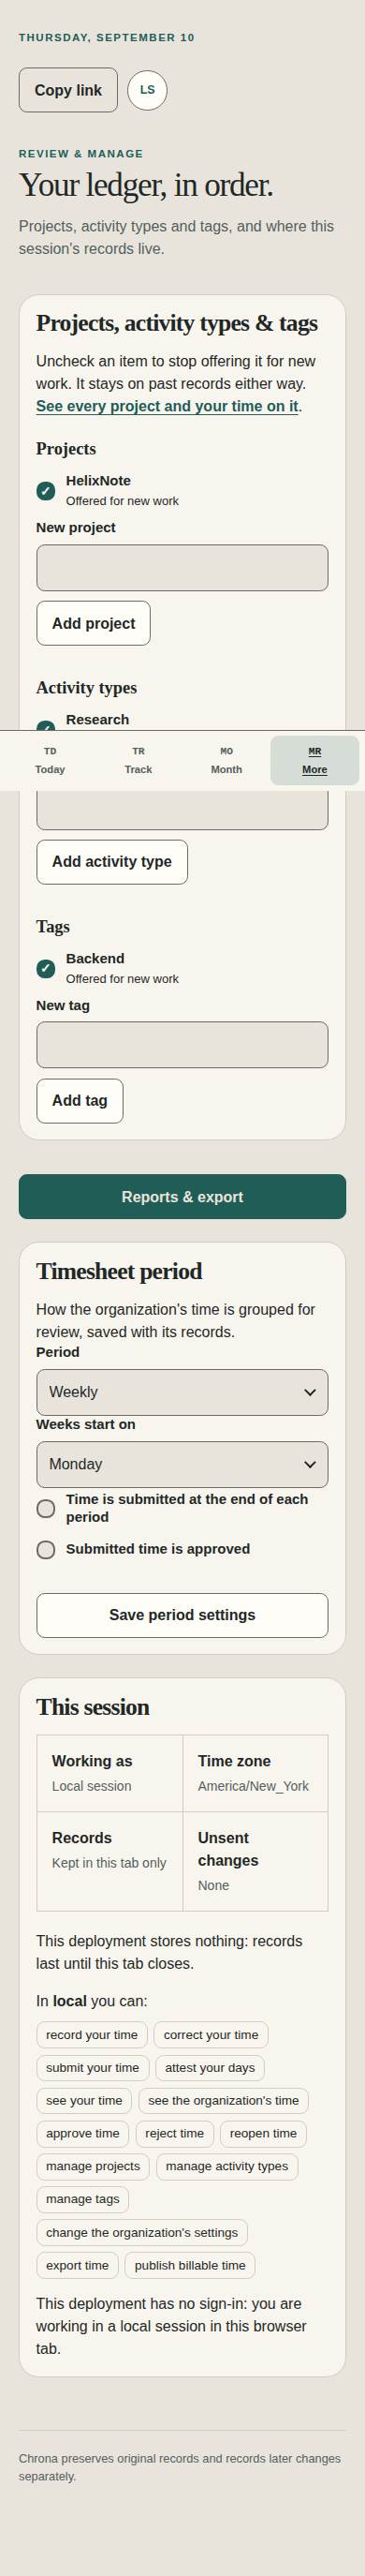 THURSDAY, SEPTEMBER 10
Copy link
LS
REVIEW & MANAGE
Your ledger, in order.
Projects, activity types and tags, and where this
session's records live.
Projects, activity types & tags
Uncheck an item to stop offering it for new
work. It stays on past records either way.
See every project and your time on it.
Projects
HelixNote
Offered for new work
New project
Add project
Activity types
Research
TD
Today
TR
Track
MO
Month
MR
More
Add activity type
Tags
Backend
Offered for new work
New tag
Add tag
Reports & export
Timesheet period
How the organization's time is grouped for
review, saved with its records.
Period
Weekly
Weeks start on
Monday
Time is submitted at the end of each
period
Submitted time is approved
Save period settings
This session
Working as
Local session
Time zone
America/New_York
Records
Kept in this tab only
Unsent
changes
None
This deployment stores nothing: records
last until this tab closes.
In local you can:
record your time
correct your time
submit your time
attest your days
see your time
see the organization's time
approve time
reject time
reopen time
manage projects
manage activity types
manage tags
change the organization's settings
export time
publish billable time
This deployment has no sign-in: you are
working in a local session in this browser
tab.
Chrona preserves original records and records later changes
separately.